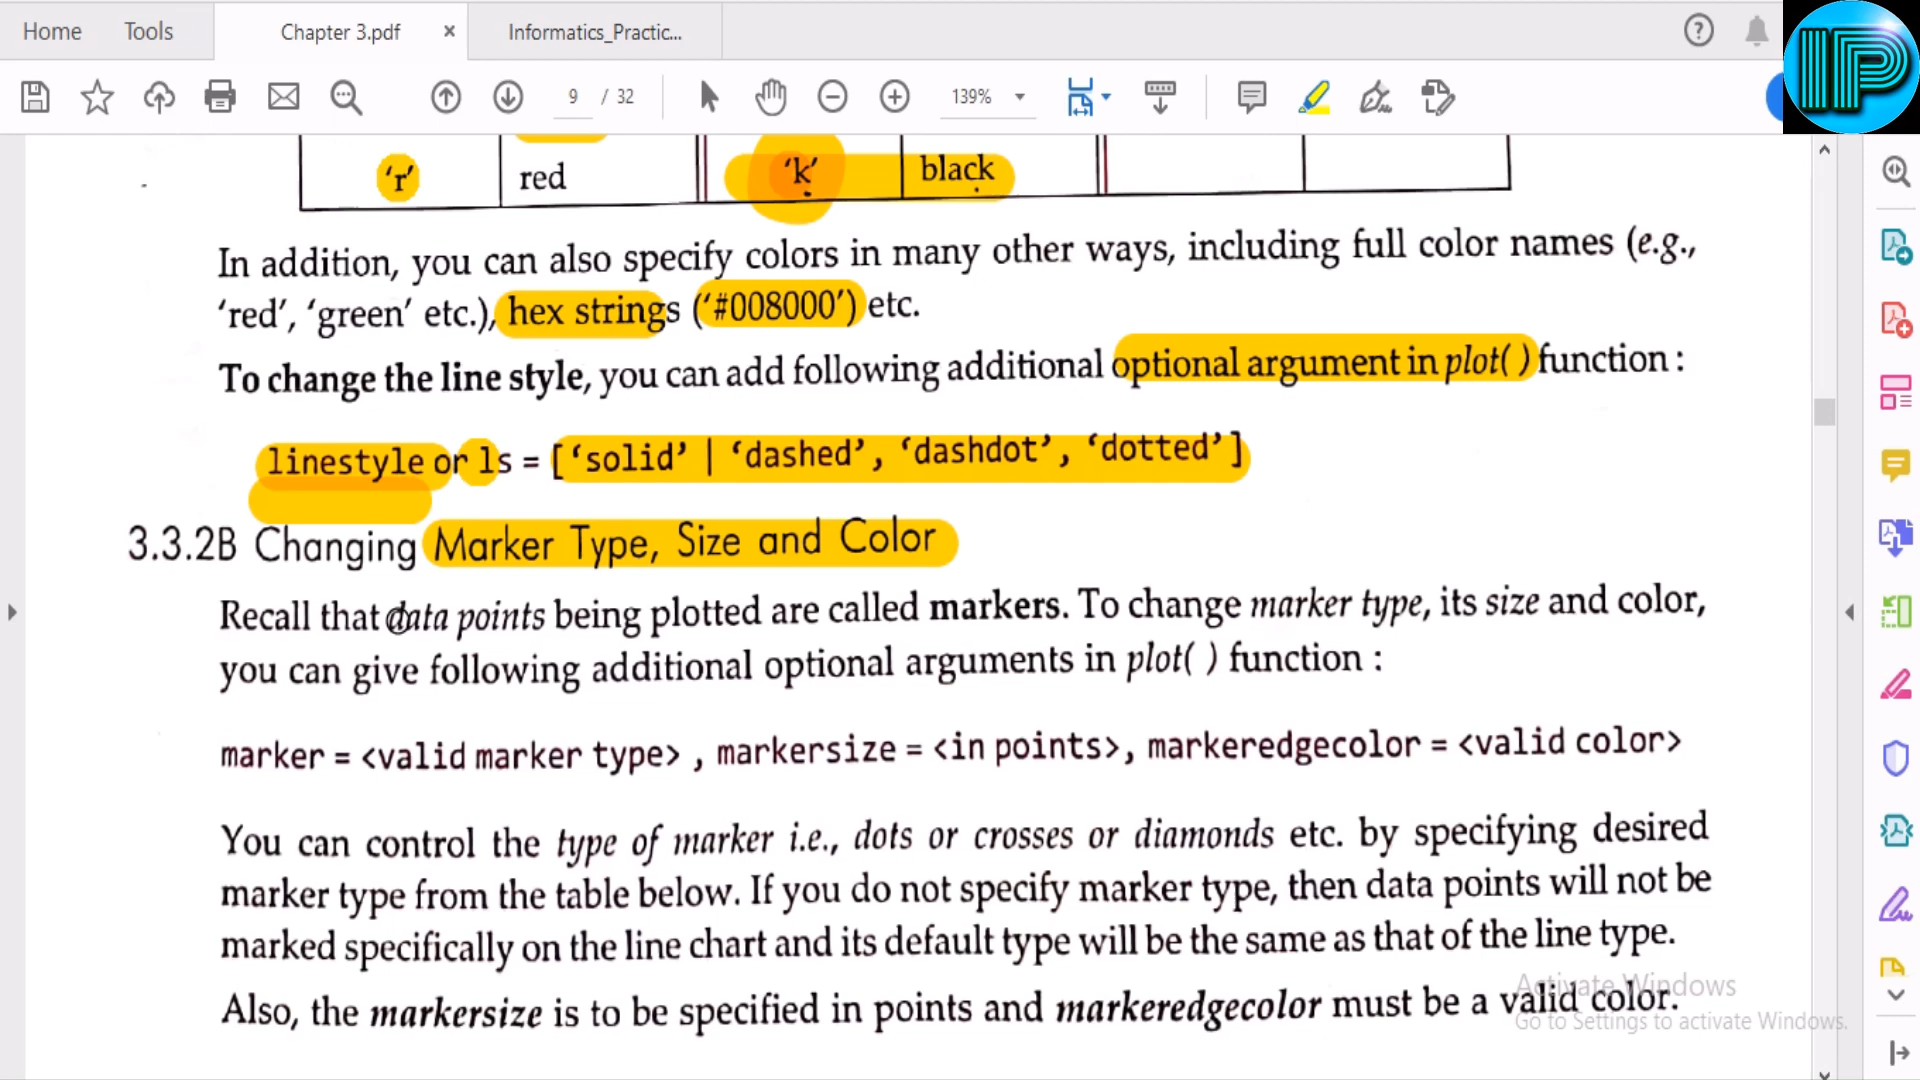 Home Tools Chapter 3.pdf × Informatics_Practic...
9 / 32 139%
IP
'r' red 'k' black
In addition, you can also specify colors in many other ways, including full color names (e.g.,
'red', 'green' etc.), hex strings ('#008000') etc.
To change the line style, you can add following additional optional argument in plot( ) function :
linestyle or ls = ['solid' | 'dashed', 'dashdot', 'dotted']
3.3.2B Changing Marker Type, Size and Color
Recall that data points being plotted are called markers. To change marker type, its size and color,
you can give following additional optional arguments in plot( ) function :
marker = <valid marker type> , markersize = <in points>, markeredgecolor = <valid color>
You can control the type of marker i.e., dots or crosses or diamonds etc. by specifying desired
marker type from the table below. If you do not specify marker type, then data points will not be
marked specifically on the line chart and its default type will be the same as that of the line type.
Also, the markersize is to be specified in points and markeredgecolor must be a valid color.
Activate Windows
Go to Settings to activate Windows.